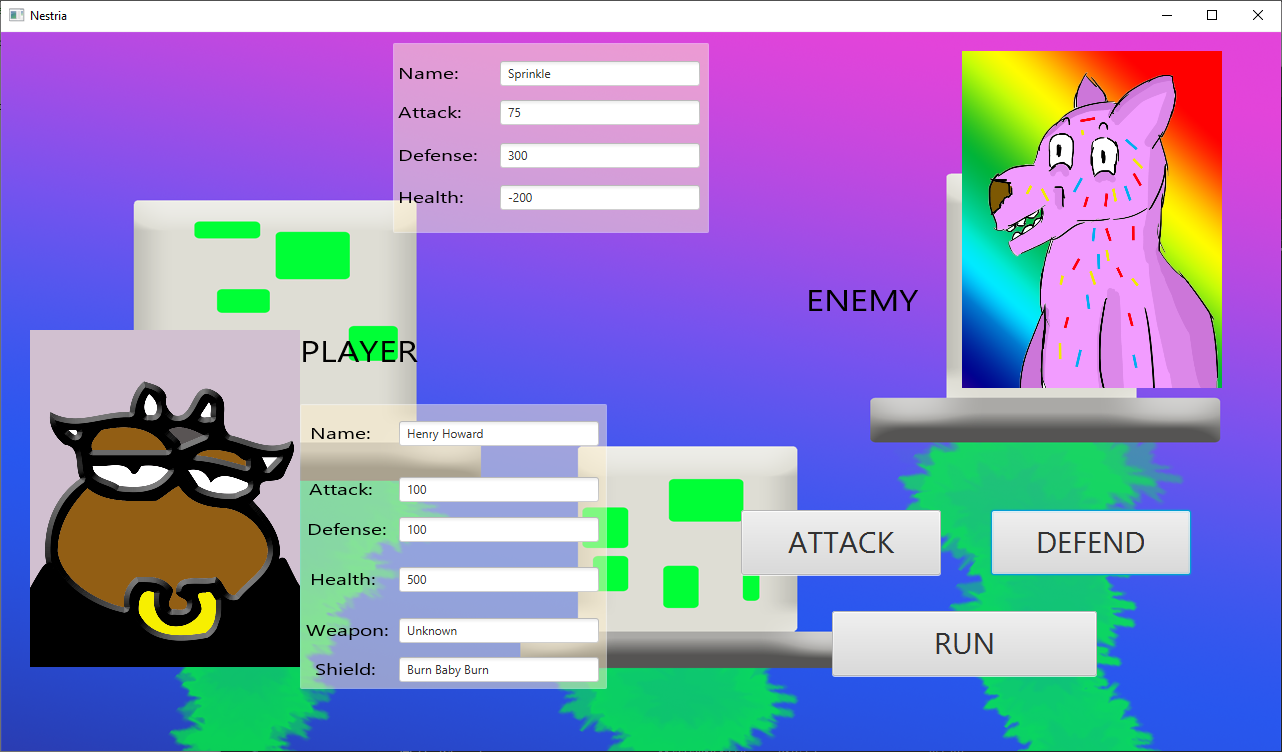 Nestria
Name: Sprinkle
Attack: 75
Defense: 300
Health: -200
ENEMY
PLAYER
Name: Henry Howard
Attack: 100
Defense: 100
Health: 500
Weapon: Unknown
Shield: Burn Baby Burn
ATTACK DEFEND
RUN